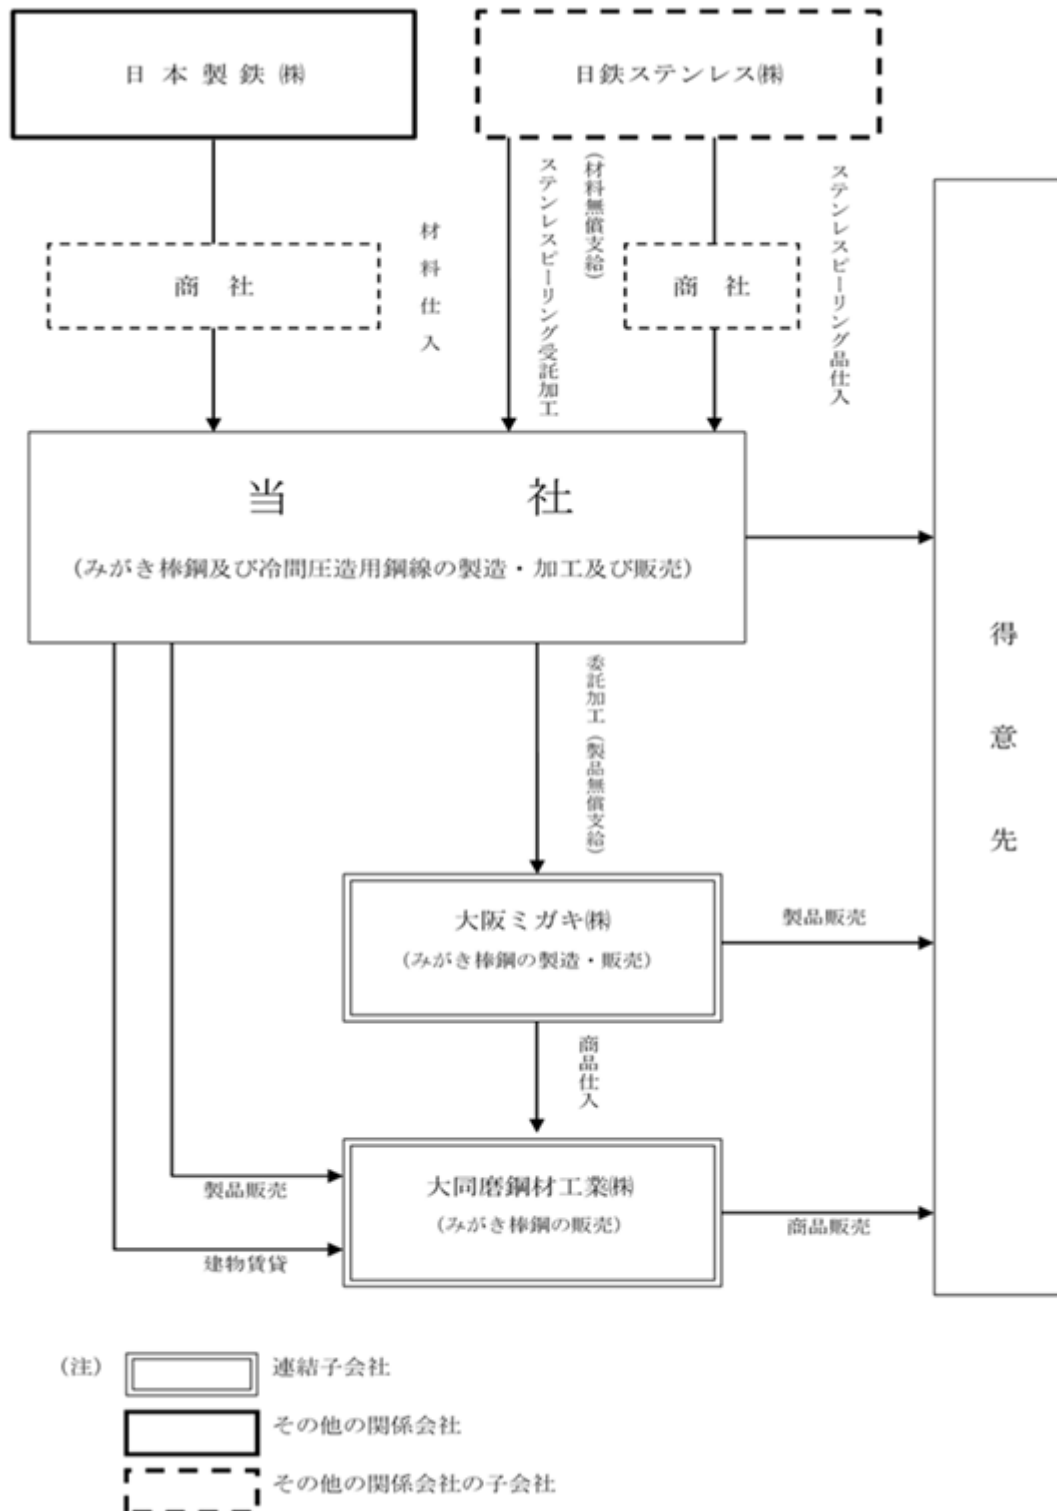 日本製鉄㈱
日鉄ステンレス㈱
商社
材料仕入
ステンレスピーリング受託加工
(材料無償支給)
商社
ステンレスピーリング品仕入
当社
(みがき棒鋼及び冷間圧造用鋼線の製造・加工及び販売)
得意先
委託加工(製品無償支給)
大阪ミガキ㈱
(みがき棒鋼の製造・販売)
製品販売
商品仕入
大同磨鋼材工業㈱
(みがき棒鋼の販売)
製品販売
建物賃貸
商品販売
(注)
連結子会社
その他の関係会社
その他の関係会社の子会社